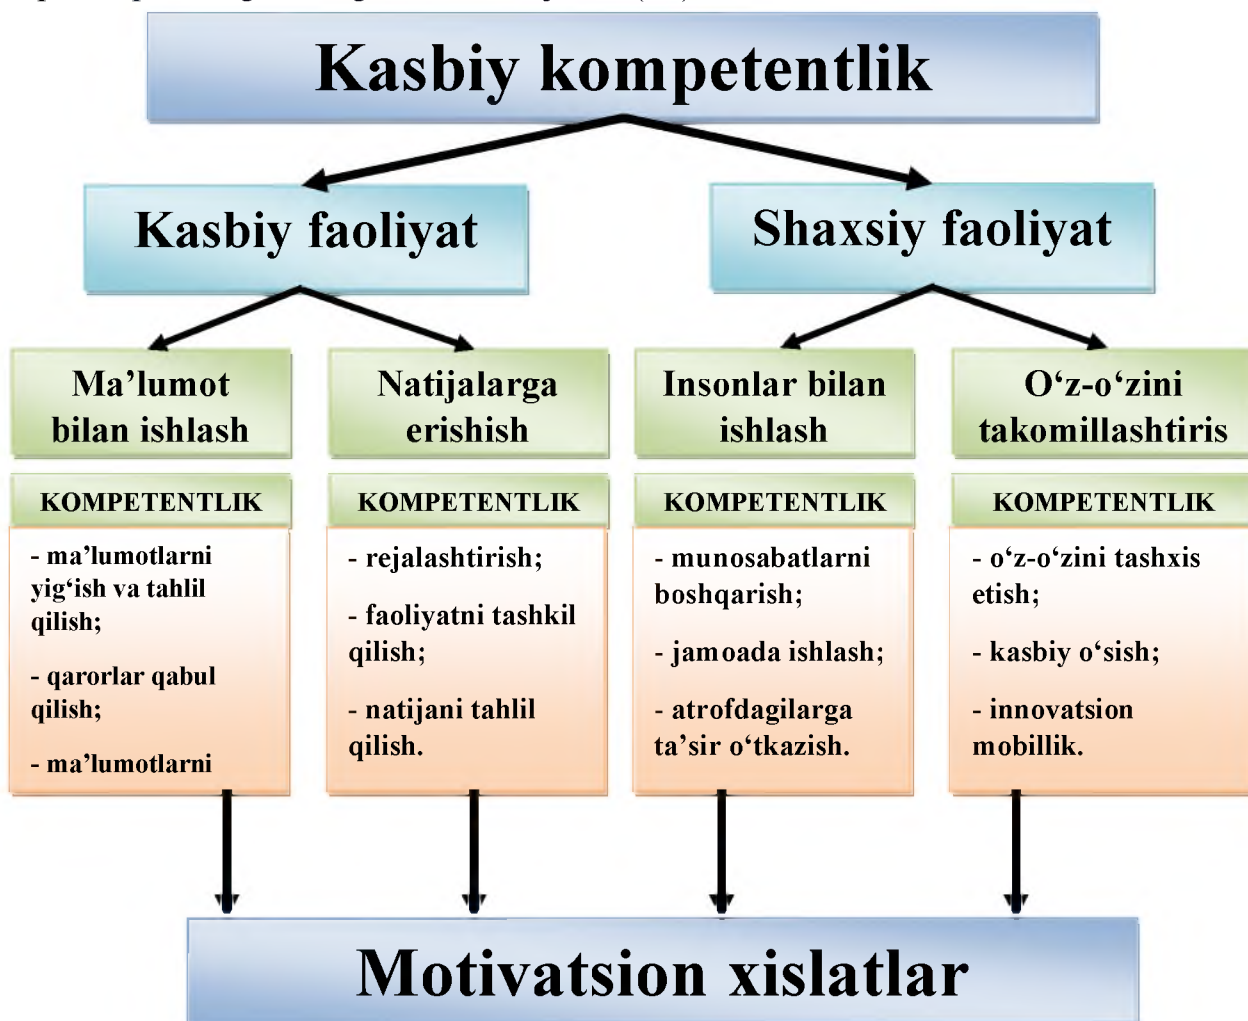 Kasbiy kompetentlik
Kasbiy faoliyat
Shaxsiy faoliyat
Ma’lumot
bilan ishlash
Natijalarga
erishish
Insonlar bilan
ishlash
O‘z-o‘zini
takomillashtiris
KOMPETENTLIK
- ma’lumotlarni
yig‘ish va tahlil
qilish;
- qarorlar qabul
qilish;
- ma’lumotlarni
KOMPETENTLIK
- rejalashtirish;
- faoliyatni tashkil
qilish;
- natijani tahlil
qilish.
KOMPETENTLIK
- munosabatlarni
boshqarish;
- jamoada ishlash;
- atrofdagilarga
ta’sir o‘tkazish.
KOMPETENTLIK
- o‘z-o‘zini tashxis
etish;
- kasbiy o‘sish;
- innovatsion
mobillik.
Motivatsion xislatlar